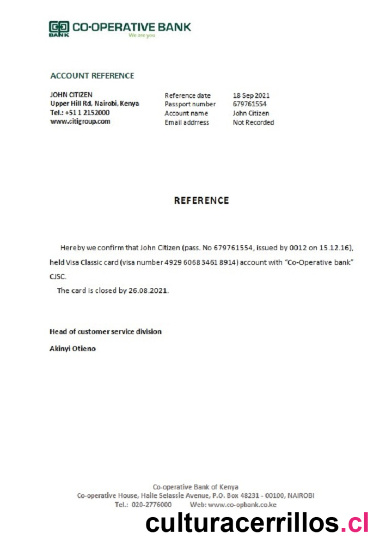 CO-OPERATIVE BANK
We are you
BANK
ACCOUNT REFERENCE
JOHN CITIZEN
Upper Hill Rd, Nairobi, Kenya
Tel.: +51 1 2152000
www.citigroup.com
Reference date 18 Sep 2021
Passport number 679761554
Account name John Citizen
Email addrress Not Recorded
REFERENCE
Hereby we confirm that John Citizen (pass. No 679761554, issued by 0012 on 15.12.16),
held Visa Classic card (visa number 4929 6068 3461 8914) account with "Co-Operative bank"
CJSC.
The card is closed by 26.08.2021.
Head of customer service division
Akinyi Otieno
Co-operative Bank of Kenya
Co-operative House, Haile Selassie Avenue, P.O. Box 48231 - 00100, NAIROBI
Tel.: 020-2776000 Web: www.co-opbank.co.ke
culturacerrillos.cl